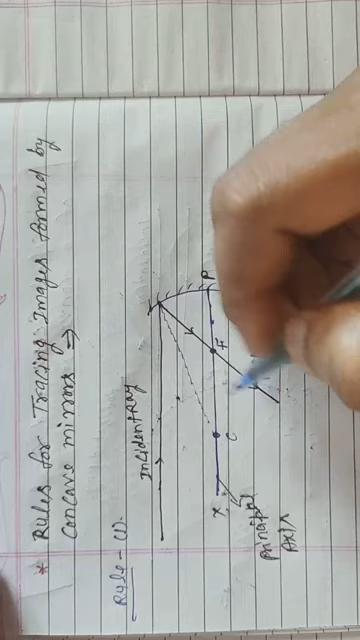 * Rules for Tracing Images formed by
concave mirrors ⇒
Rule - (1).
Incident ray
X
C
F
P
principal
Axis